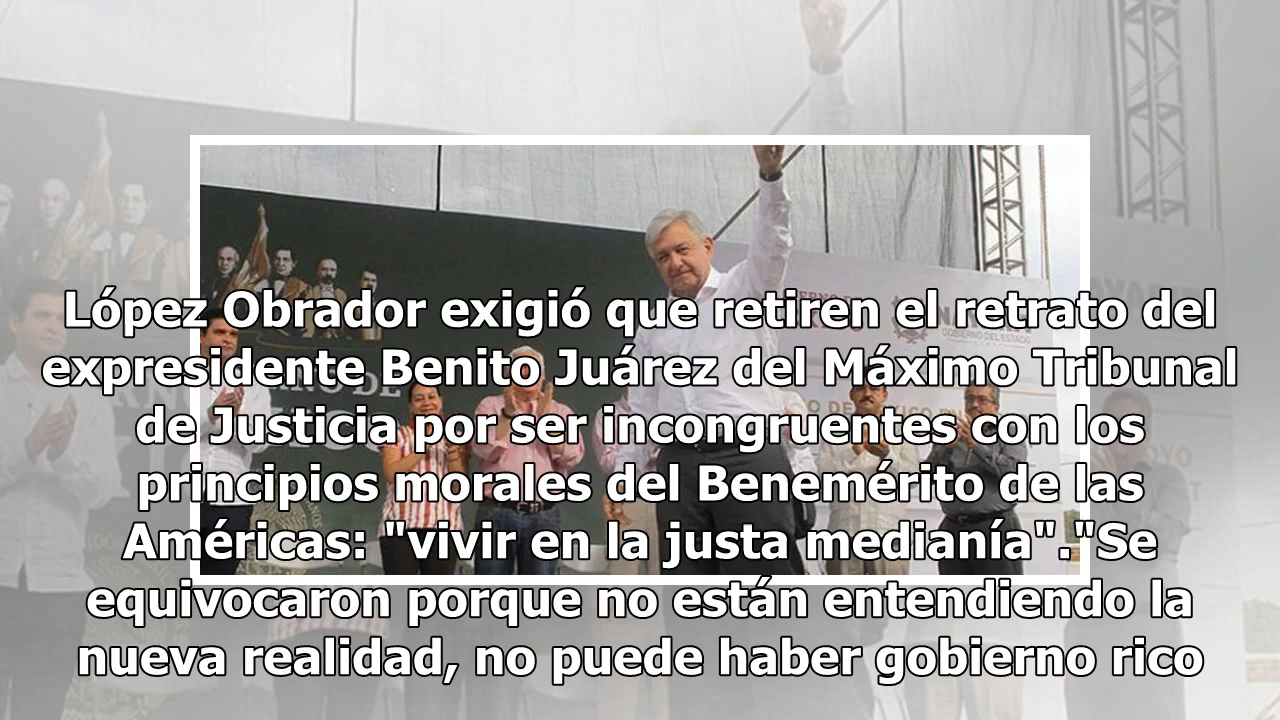 López Obrador exigió que retiren el retrato del
expresidente Benito Juárez del Máximo Tribunal
de Justicia por ser incongruentes con los
principios morales del Benemérito de las
Américas: "vivir en la justa medianía"."Se
equivocaron porque no están entendiendo la
nueva realidad, no puede haber gobierno rico